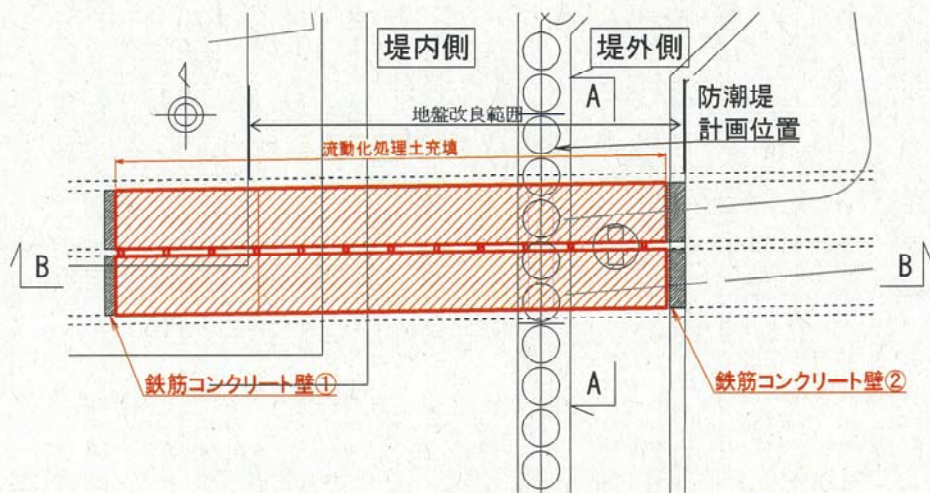 堤内側
堤外側
A
防潮堤
計画位置
地盤改良範囲
流動化処理土充填
B
B
A
鉄筋コンクリート壁①
鉄筋コンクリート壁②